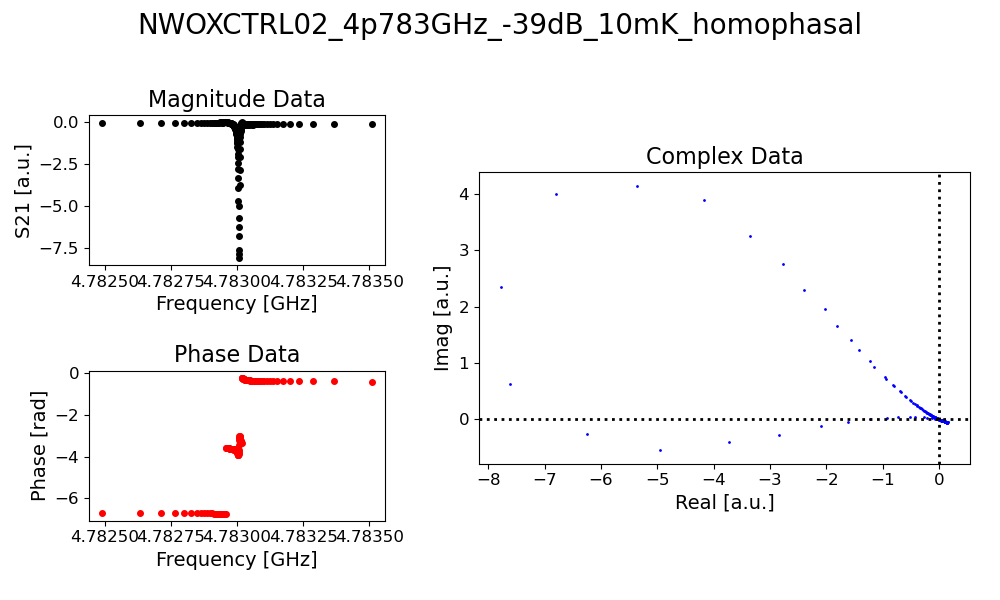 NWOXCTRL02_4p783GHz_-39dB_10mK_homophasal
Magnitude Data
S21 [a.u.]
0.0
−2.5
−5.0
−7.5
4.78250 4.78275 4.78300 4.78325 4.78350
Frequency [GHz]
Phase Data
Phase [rad]
0
−2
−4
−6
4.78250 4.78275 4.78300 4.78325 4.78350
Frequency [GHz]
Complex Data
Imag [a.u.]
4
3
2
1
0
−8 −7 −6 −5 −4 −3 −2 −1 0
Real [a.u.]